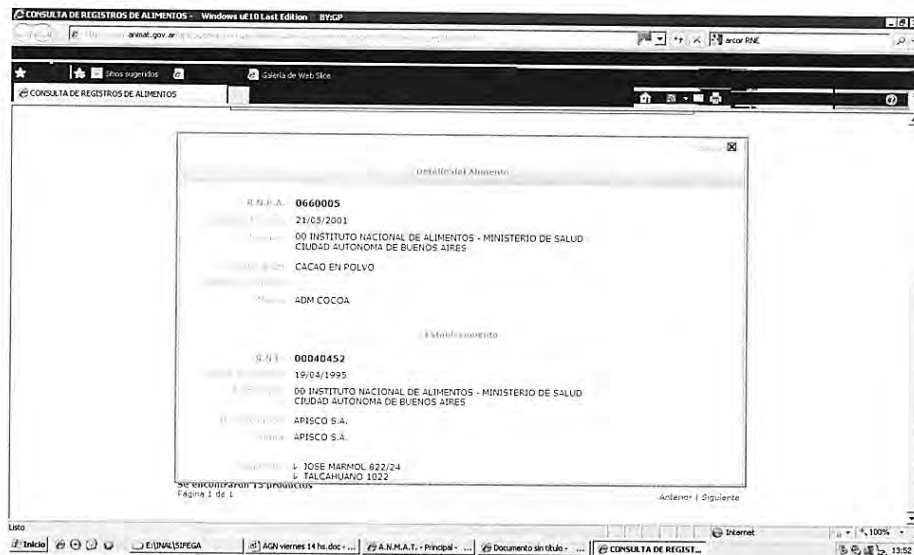 CONSULTA DE REGISTROS DE ALIMENTOS - Windows uE10 Last Edition BY:GP
anmat.gov.ar
arcor RNE
Sitios sugeridos
Galería de Web Slice
CONSULTA DE REGISTROS DE ALIMENTOS
Detalle del Alimento
R.N.P.A. 0660005
21/05/2001
00 INSTITUTO NACIONAL DE ALIMENTOS - MINISTERIO DE SALUD
CIUDAD AUTONOMA DE BUENOS AIRES
CACAO EN POLVO
ADM COCOA
Establecimiento
R.N.E. 00040452
19/04/1995
00 INSTITUTO NACIONAL DE ALIMENTOS - MINISTERIO DE SALUD
CIUDAD AUTONOMA DE BUENOS AIRES
APISCO S.A.
APISCO S.A.
JOSE MARMOL 822/24
TALCAHUANO 1022
Se encontraron 15 productos
Página 1 de 1
Anterior | Siguiente
Listo
Internet
100%
Inicio
E:\INAL\SIFEGA
AGN viernes 14 hs.doc - ...
A.N.M.A.T. - Principal - ...
Documento sin título - ...
CONSULTA DE REGIST...